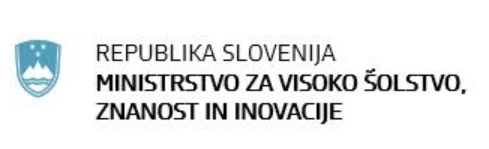 REPUBLIKA SLOVENIJA
MINISTRSTVO ZA VISOKO ŠOLSTVO,
ZNANOST IN INOVACIJE